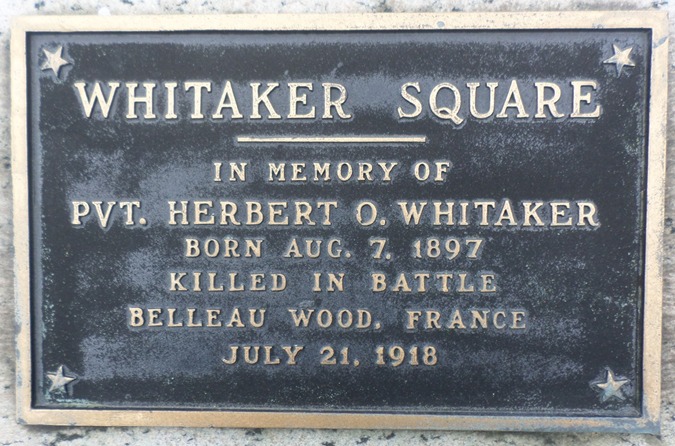 WHITAKER SQUARE
IN MEMORY OF
PVT. HERBERT O. WHITAKER
BORN AUG. 7, 1897
KILLED IN BATTLE
BELLEAU WOOD, FRANCE
JULY 21, 1918